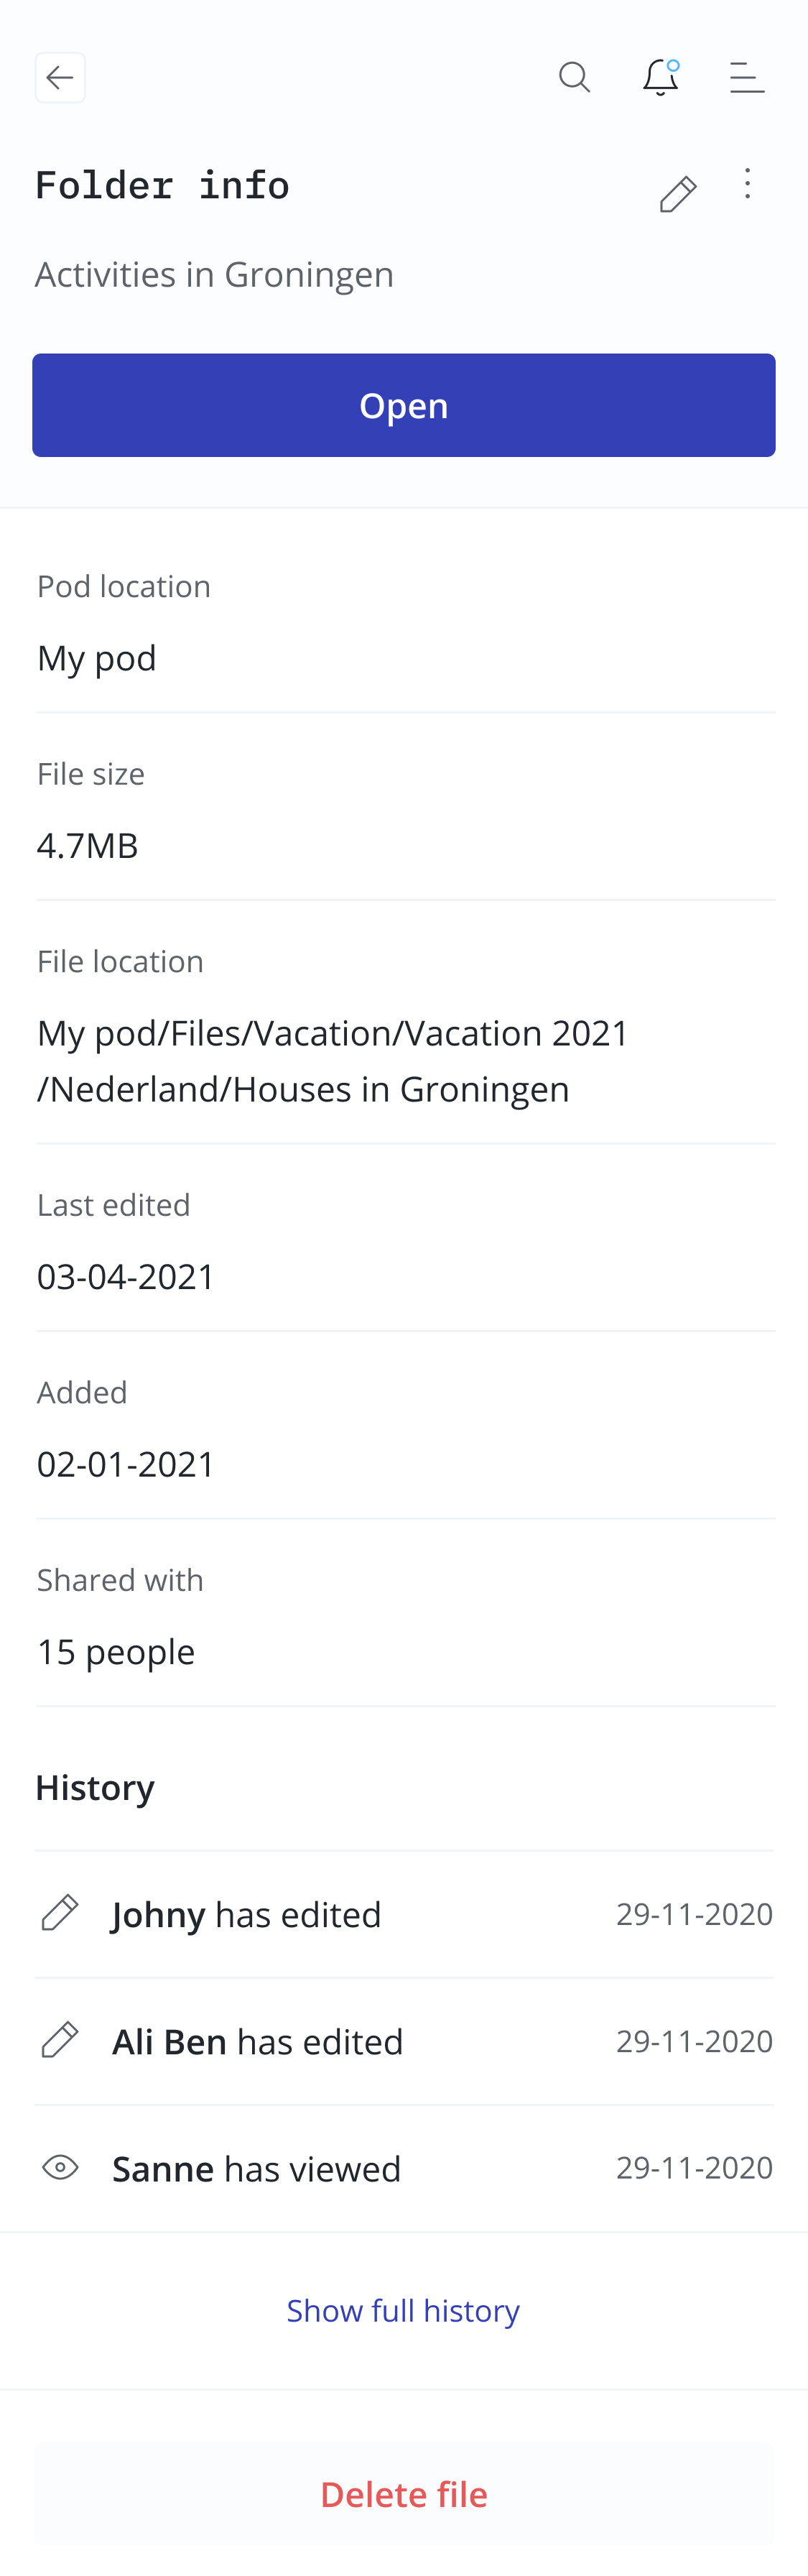 Folder info
Activities in Groningen
Open
Pod location
My pod
File size
4.7MB
File location
My pod/Files/Vacation/Vacation 2021
/Nederland/Houses in Groningen
Last edited
03-04-2021
Added
02-01-2021
Shared with
15 people
History
Johny has edited 29-11-2020
Ali Ben has edited 29-11-2020
Sanne has viewed 29-11-2020
Show full history
Delete file